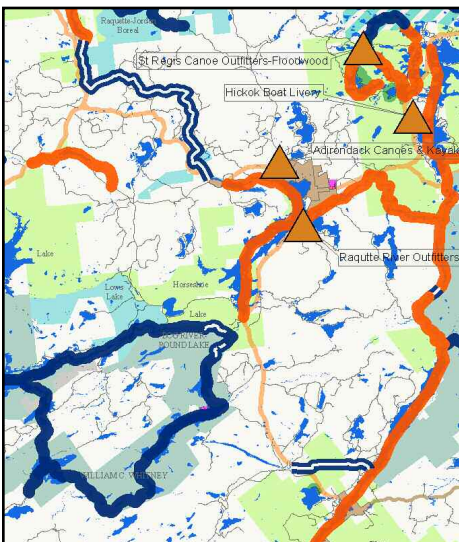 Raquette-Jordan
Boreal
St Regis Canoe Outfitters-Floodwood
Hickok Boat Livery
Adirondack Canoes & Kayak
Raqutte River Outfitters
Lake
Horseshoe
Lows
Lake
Lake
ROUND LAKE
WILLIAM C. WHITNEY